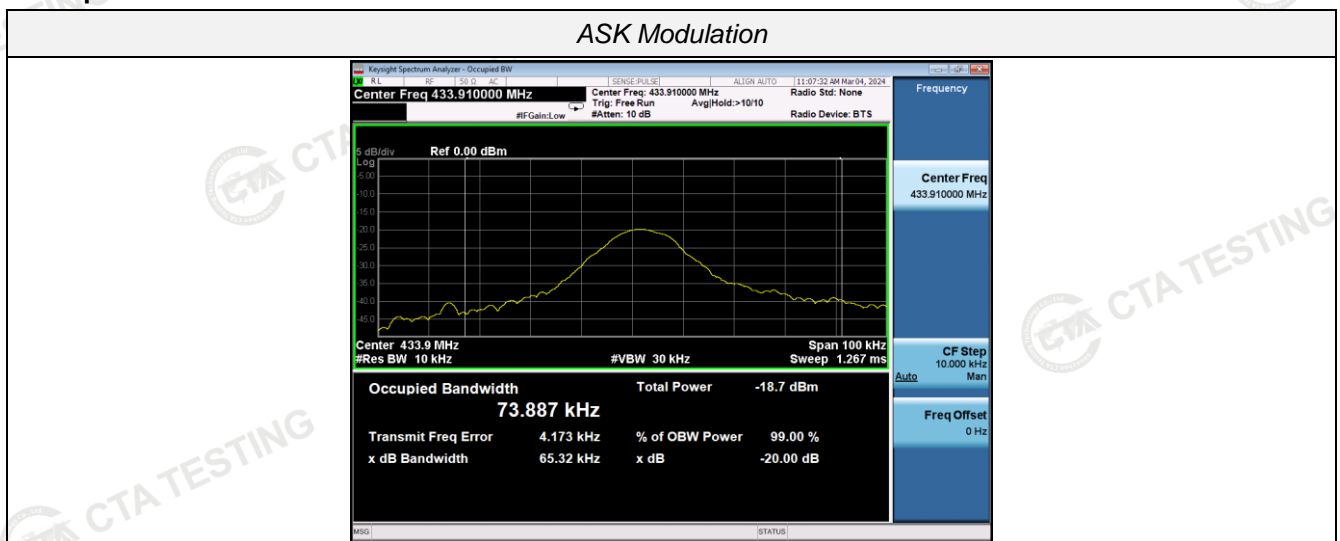 ASK Modulation
Keysight Spectrum Analyzer - Occupied BW
RL RF 50 Ω AC SENSE:PULSE ALIGN AUTO 11:07:32 AM Mar 04, 2024
Center Freq 433.910000 MHz
Center Freq: 433.910000 MHz Radio Std: None
Trig: Free Run Avg|Hold:>10/10
#IFGain:Low #Atten: 10 dB Radio Device: BTS
5 dB/div Ref 0.00 dBm
Log
-5.00
-10.0
-15.0
-20.0
-25.0
-30.0
-35.0
-40.0
-45.0
Center 433.9 MHz Span 100 kHz
#Res BW 10 kHz #VBW 30 kHz Sweep 1.267 ms
Occupied Bandwidth Total Power -18.7 dBm
73.887 kHz
Transmit Freq Error 4.173 kHz % of OBW Power 99.00 %
x dB Bandwidth 65.32 kHz x dB -20.00 dB
MSG STATUS
Frequency
Center Freq
433.910000 MHz
CF Step
10.000 kHz
Auto Man
Freq Offset
0 Hz
CTA
CTA TESTING
CTA TESTING